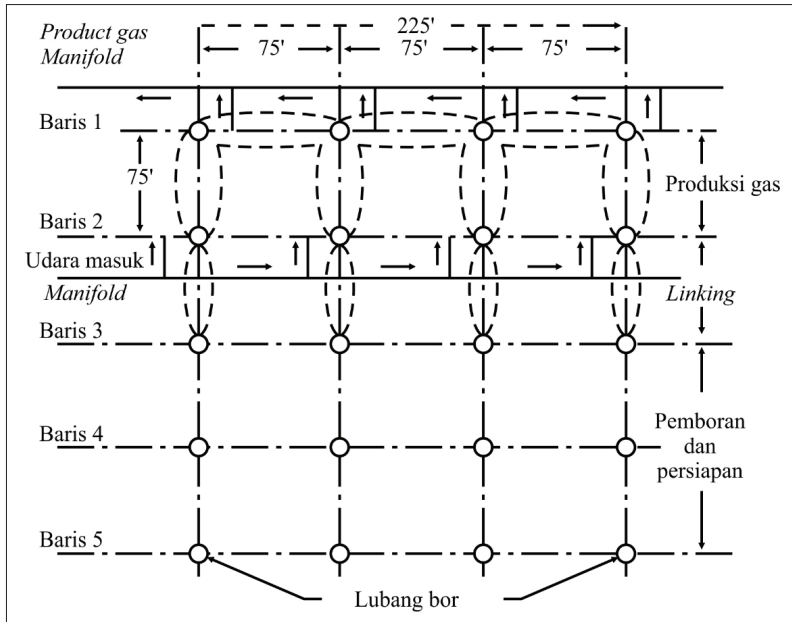 Product gas
Manifold
225'
75'
75'
75'
Baris 1
75'
Produksi gas
Baris 2
Udara masuk
Manifold
Linking
Baris 3
Baris 4
Pemboran
dan
persiapan
Baris 5
Lubang bor